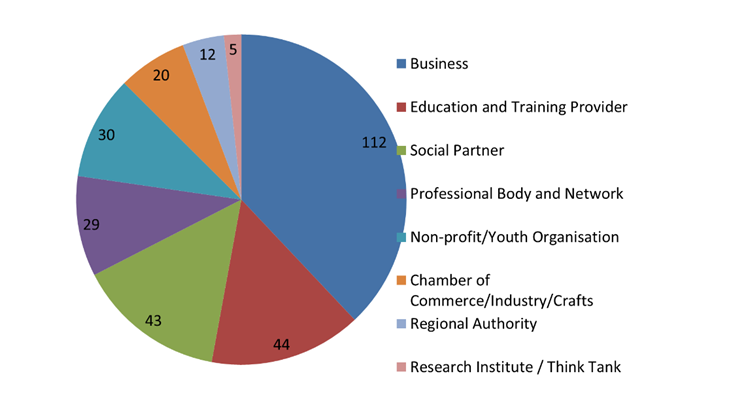 5
12
20
30
112
29
43
44
Business
Education and Training Provider
Social Partner
Professional Body and Network
Non-profit/Youth Organisation
Chamber of
Commerce/Industry/Crafts
Regional Authority
Research Institute / Think Tank